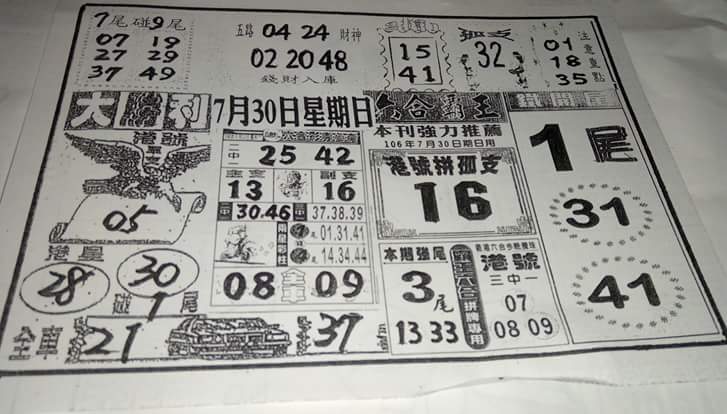 7尾碰9尾
07 19
27 29
37 49
04 24 財神
02 20 48
錢財入庫
15
41
孤支
32
01
18
35
注意重點
大勝利
港號
05
港星
28
30
碰1尾
全車
21
37
7月30日星期日
二中一
25 42
主支
副支
13
16
30.46
37.38.39
01.31.41
14.34.44
08
全車
09
六合霸王
本刊強力推薦
106年7月30日期日用
港號拼孤支
16
本期強尾
3尾
13 33
港號
三中一
07
08 09
1尾
31
41